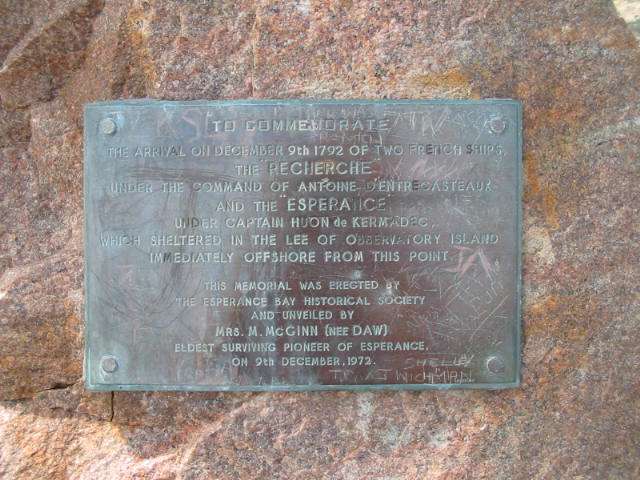 TO COMMEMORATE
THE ARRIVAL ON DECEMBER 9th 1792 OF TWO FRENCH SHIPS,
THE "RECHERCHE"
UNDER THE COMMAND OF ANTOINE D'ENTRECASTEAUX
AND THE "ESPERANCE"
UNDER CAPTAIN HUON de KERMADEC,
WHICH SHELTERED IN THE LEE OF OBSERVATORY ISLAND
IMMEDIATELY OFFSHORE FROM THIS POINT.
THIS MEMORIAL WAS ERECTED BY
THE ESPERANCE BAY HISTORICAL SOCIETY
AND UNVEILED BY
MRS. M. McGINN (NEE DAW)
ELDEST SURVIVING PIONEER OF ESPERANCE,
ON 9th DECEMBER, 1972.
SHELLEY